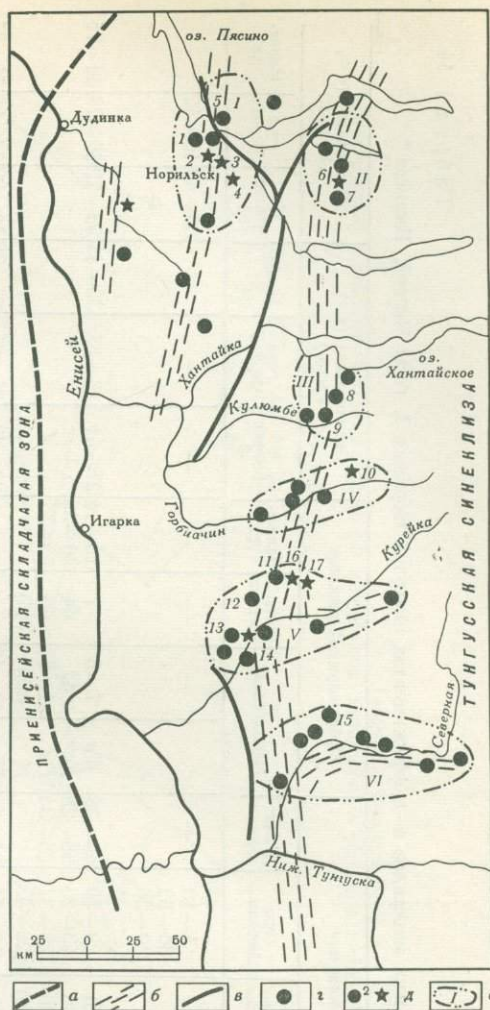 оз. Пясино
Дудинка
5 I
1
2 3
Норильск
4
6 II
7
Енисей
Хантайка
оз. Хантайское
III 8
Кулюмбе
9
10
IV
Горбиачин
Игарка
Курейка
11 16 17
12
13
V
14
15
Северная
VI
Ниж. Тунгуска
ПРИЕНИСЕЙСКАЯ СКЛАДЧАТАЯ ЗОНА
ТУНГУССКАЯ СИНЕКЛИЗА
25 0 25 50
км
а б в г 2 д I